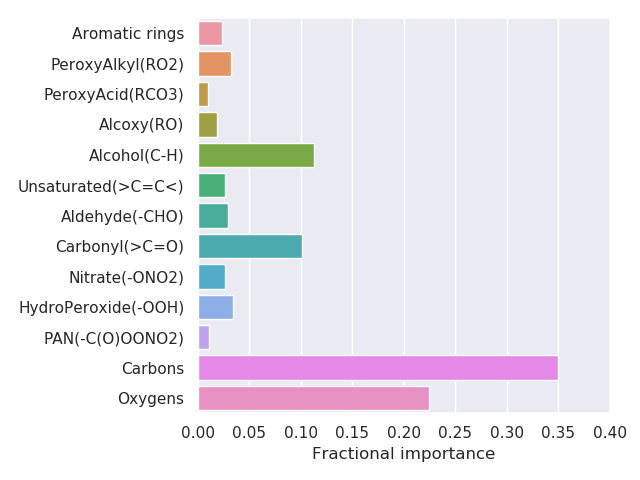 Aromatic rings
PeroxyAlkyl(RO2)
PeroxyAcid(RCO3)
Alcoxy(RO)
Alcohol(C-H)
Unsaturated(>C=C<)
Aldehyde(-CHO)
Carbonyl(>C=O)
Nitrate(-ONO2)
HydroPeroxide(-OOH)
PAN(-C(O)OONO2)
Carbons
Oxygens
0.00 0.05 0.10 0.15 0.20 0.25 0.30 0.35 0.40
Fractional importance